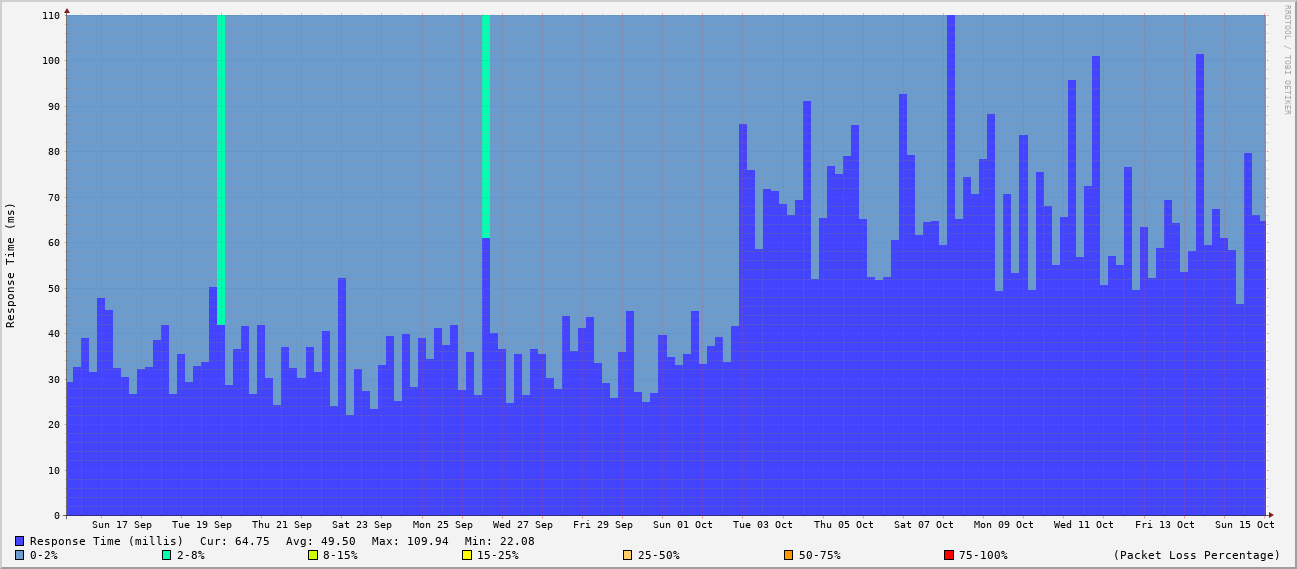 110
100
90
80
70
60
50
40
30
20
10
0
Response Time (ms)
RRDTOOL / TOBI OETIKER
Sun 17 Sep Tue 19 Sep Thu 21 Sep Sat 23 Sep Mon 25 Sep Wed 27 Sep Fri 29 Sep Sun 01 Oct Tue 03 Oct Thu 05 Oct Sat 07 Oct Mon 09 Oct Wed 11 Oct Fri 13 Oct Sun 15 Oct
Response Time (millis) Cur: 64.75 Avg: 49.50 Max: 109.94 Min: 22.08
0-2% 2-8% 8-15% 15-25% 25-50% 50-75% 75-100% (Packet Loss Percentage)